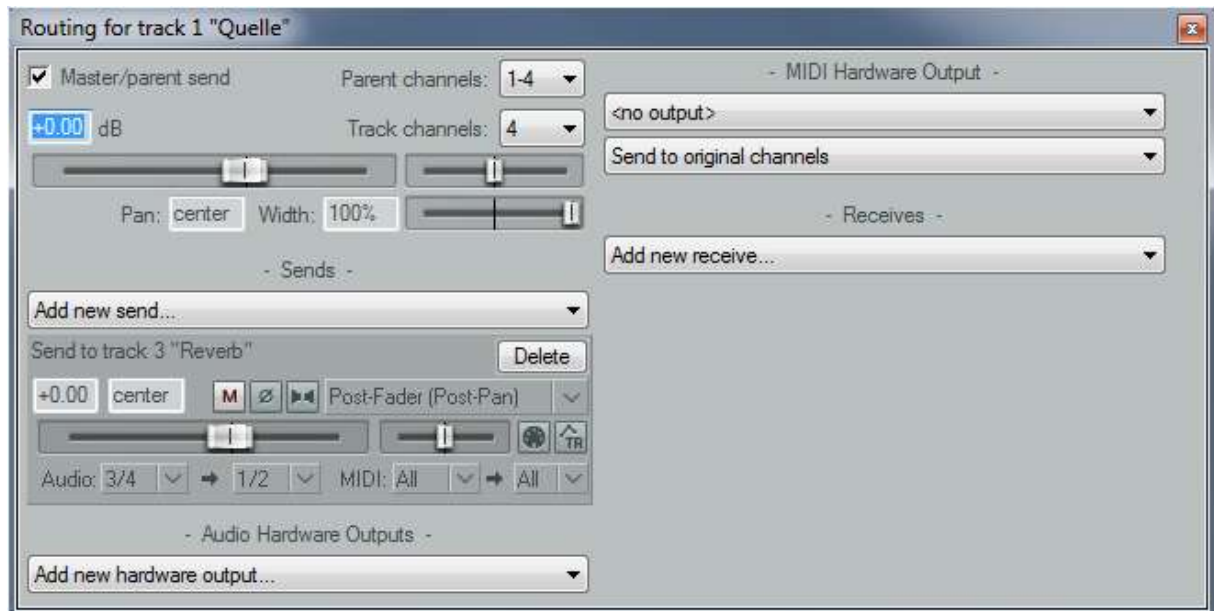 Routing for track 1 "Quelle"
Master/parent send Parent channels: 1-4
+0.00 dB Track channels: 4
Pan: center Width: 100%
- Sends -
Add new send...
Send to track 3 "Reverb" Delete
+0.00 center M Ø Post-Fader (Post-Pan)
TR
Audio: 3/4 → 1/2 MIDI: All → All
- Audio Hardware Outputs -
Add new hardware output...
- MIDI Hardware Output -
<no output>
Send to original channels
- Receives -
Add new receive...